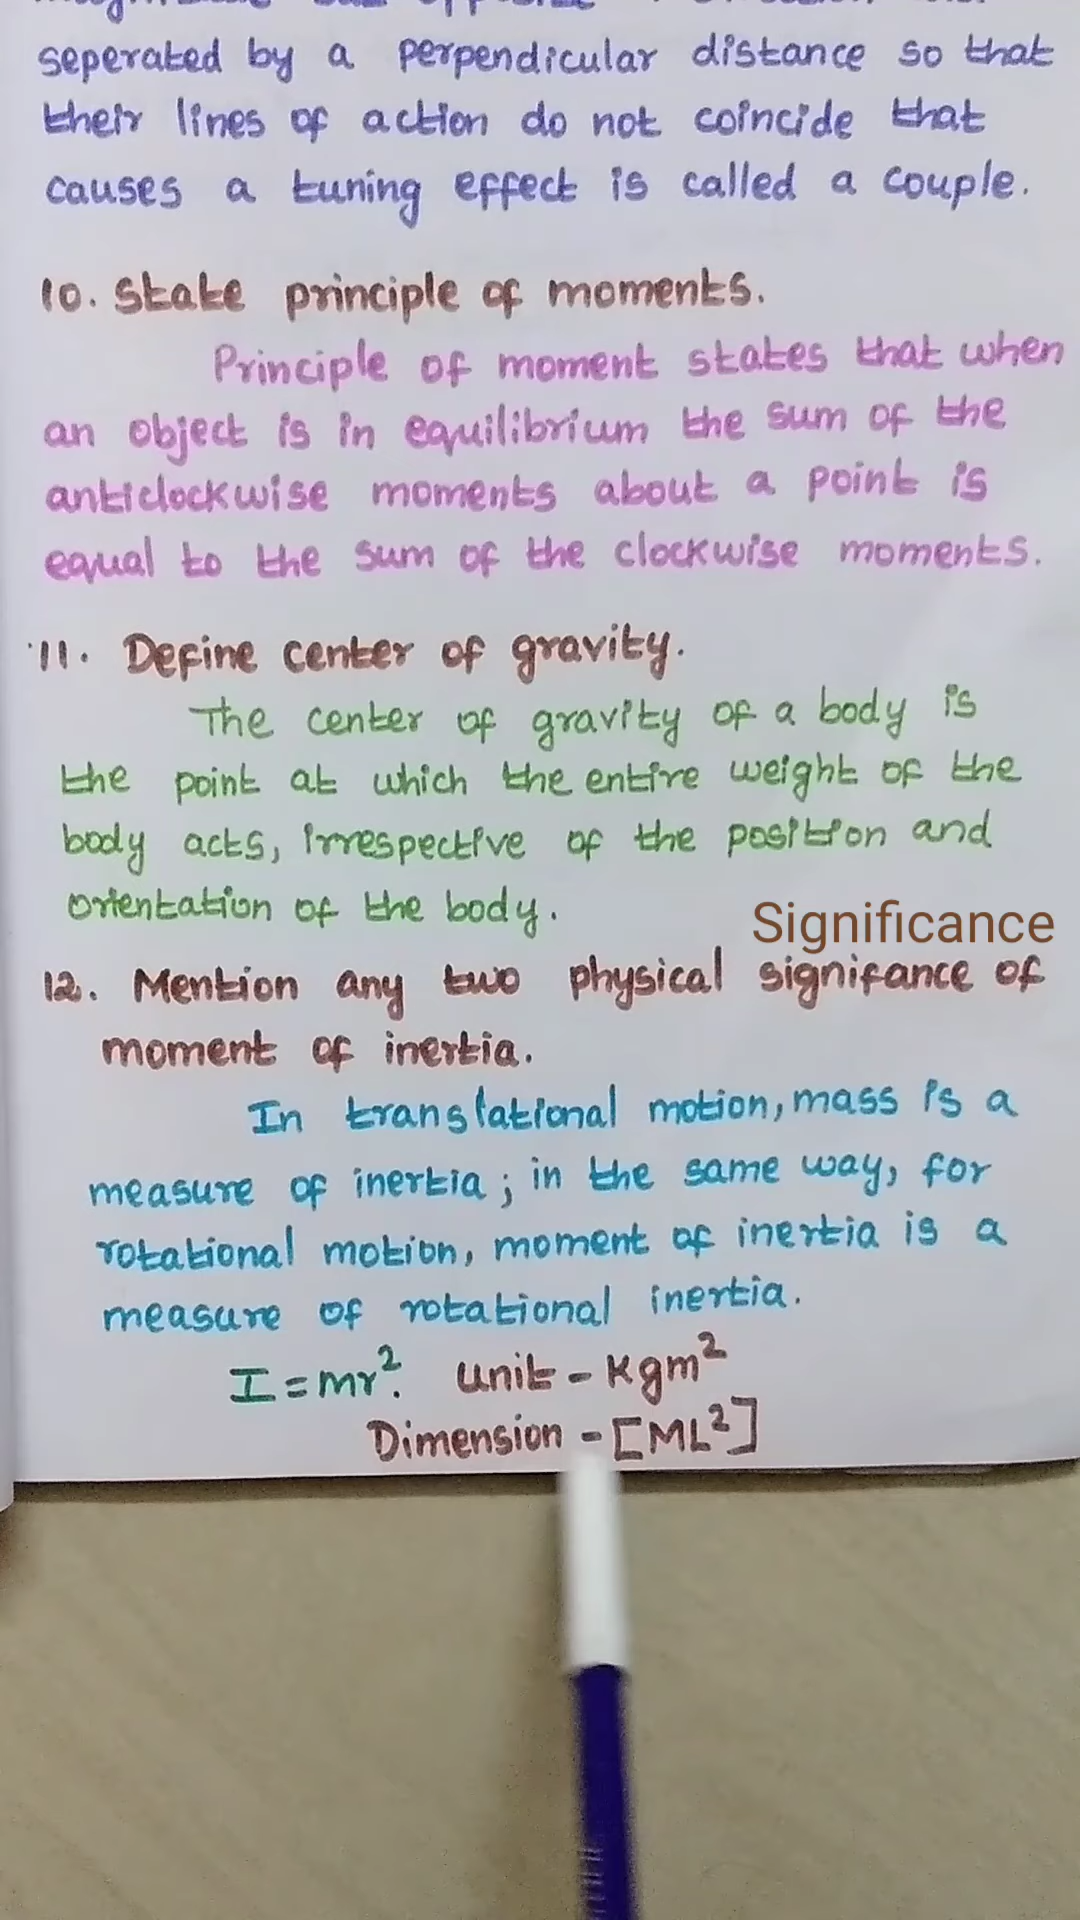 seperated by a perpendicular distance so that
their lines of action do not coincide that
causes a tuning effect is called a couple.
10. State principle of moments.
Principle of moment states that when
an object is in equilibrium the sum of the
anticlockwise moments about a point is
equal to the sum of the clockwise moments.
11. Define center of gravity.
The center of gravity of a body is
the point at which the entire weight of the
body acts, irrespective of the position and
orientation of the body.
Significance
12. Mention any two physical signifance of
moment of inertia.
In translational motion, mass is a
measure of inertia; in the same way, for
rotational motion, moment of inertia is a
measure of rotational inertia.
I = mr². unit - Kgm²
Dimension - [ML²]